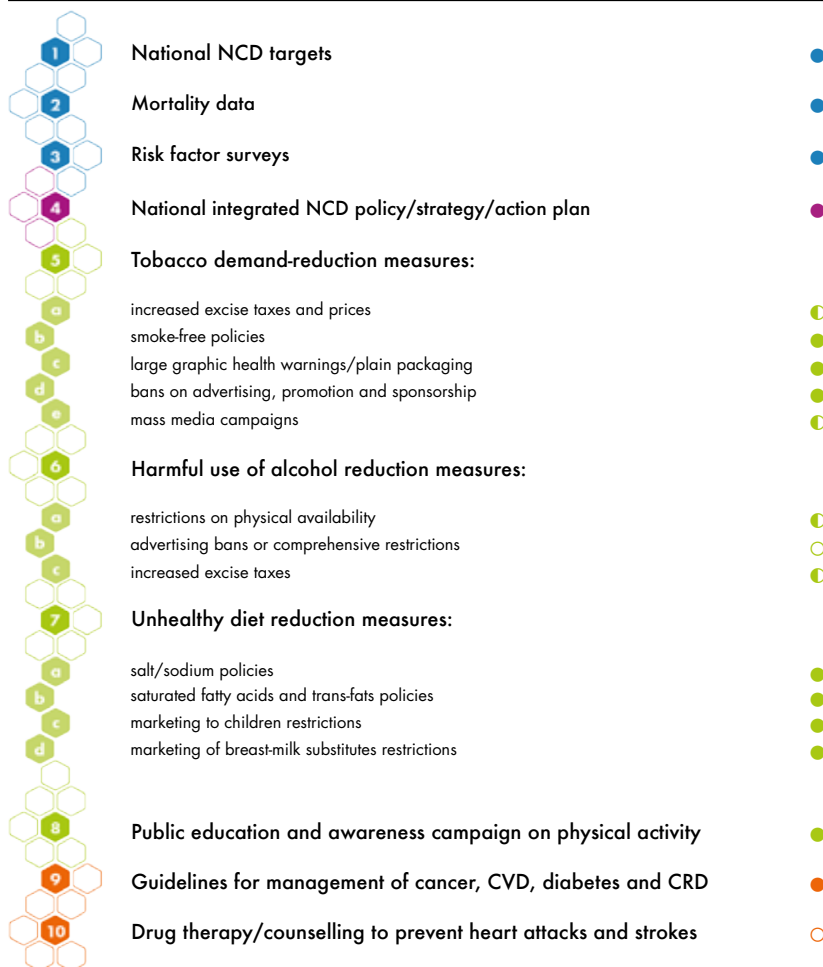 1 National NCD targets
2 Mortality data
3 Risk factor surveys
4 National integrated NCD policy/strategy/action plan
5 Tobacco demand-reduction measures:
a increased excise taxes and prices
b smoke-free policies
c large graphic health warnings/plain packaging
d bans on advertising, promotion and sponsorship
e mass media campaigns
6 Harmful use of alcohol reduction measures:
a restrictions on physical availability
b advertising bans or comprehensive restrictions
c increased excise taxes
7 Unhealthy diet reduction measures:
a salt/sodium policies
b saturated fatty acids and trans-fats policies
c marketing to children restrictions
d marketing of breast-milk substitutes restrictions
8 Public education and awareness campaign on physical activity
9 Guidelines for management of cancer, CVD, diabetes and CRD
10 Drug therapy/counselling to prevent heart attacks and strokes